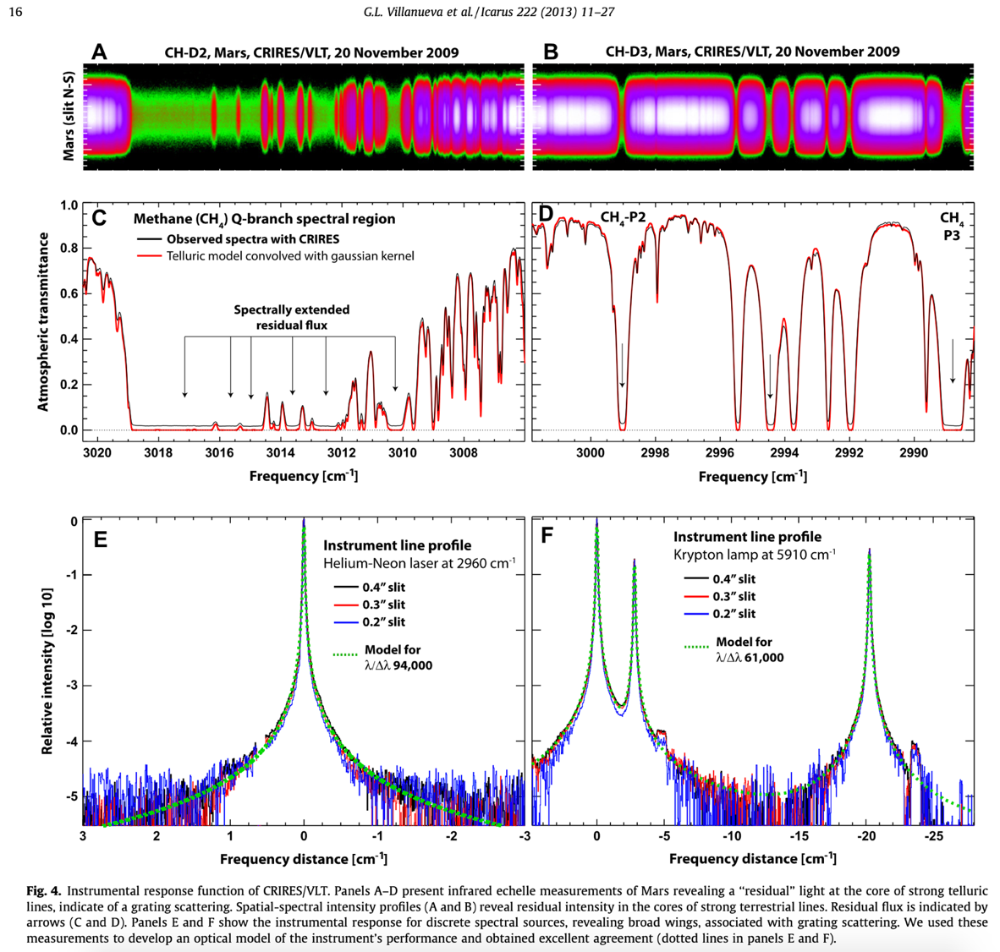 16
G.L. Villanueva et al. / Icarus 222 (2013) 11–27
A
CH-D2, Mars, CRIRES/VLT, 20 November 2009
B
CH-D3, Mars, CRIRES/VLT, 20 November 2009
Mars (slit N-S)
C
Methane (CH4) Q-branch spectral region
Observed spectra with CRIRES
Telluric model convolved with gaussian kernel
Spectrally extended
residual flux
Atmospheric transmittance
1.0
0.8
0.6
0.4
0.2
0.0
3020 3018 3016 3014 3012 3010 3008
Frequency [cm-1]
D
CH4-P2
CH4
P3
3000 2998 2996 2994 2992 2990
Frequency [cm-1]
E
Instrument line profile
Helium-Neon laser at 2960 cm-1
0.4” slit
0.3” slit
0.2” slit
Model for
λ/Δλ 94,000
Relative intensity [log 10]
0
-1
-2
-3
-4
-5
3 2 1 0 -1 -2 -3
Frequency distance [cm-1]
F
Instrument line profile
Krypton lamp at 5910 cm-1
0.4” slit
0.3” slit
0.2” slit
Model for
λ/Δλ 61,000
0 -5 -10 -15 -20 -25
Frequency distance [cm-1]
Fig. 4. Instrumental response function of CRIRES/VLT. Panels A–D present infrared echelle measurements of Mars revealing a “residual” light at the core of strong telluric
lines, indicate of a grating scattering. Spatial-spectral intensity profiles (A and B) reveal residual intensity in the cores of strong terrestrial lines. Residual flux is indicated by
arrows (C and D). Panels E and F show the instrumental response for discrete spectral sources, revealing broad wings, associated with grating scattering. We used these
measurements to develop an optical model of the instrument’s performance and obtained excellent agreement (dotted lines in panels E and F).